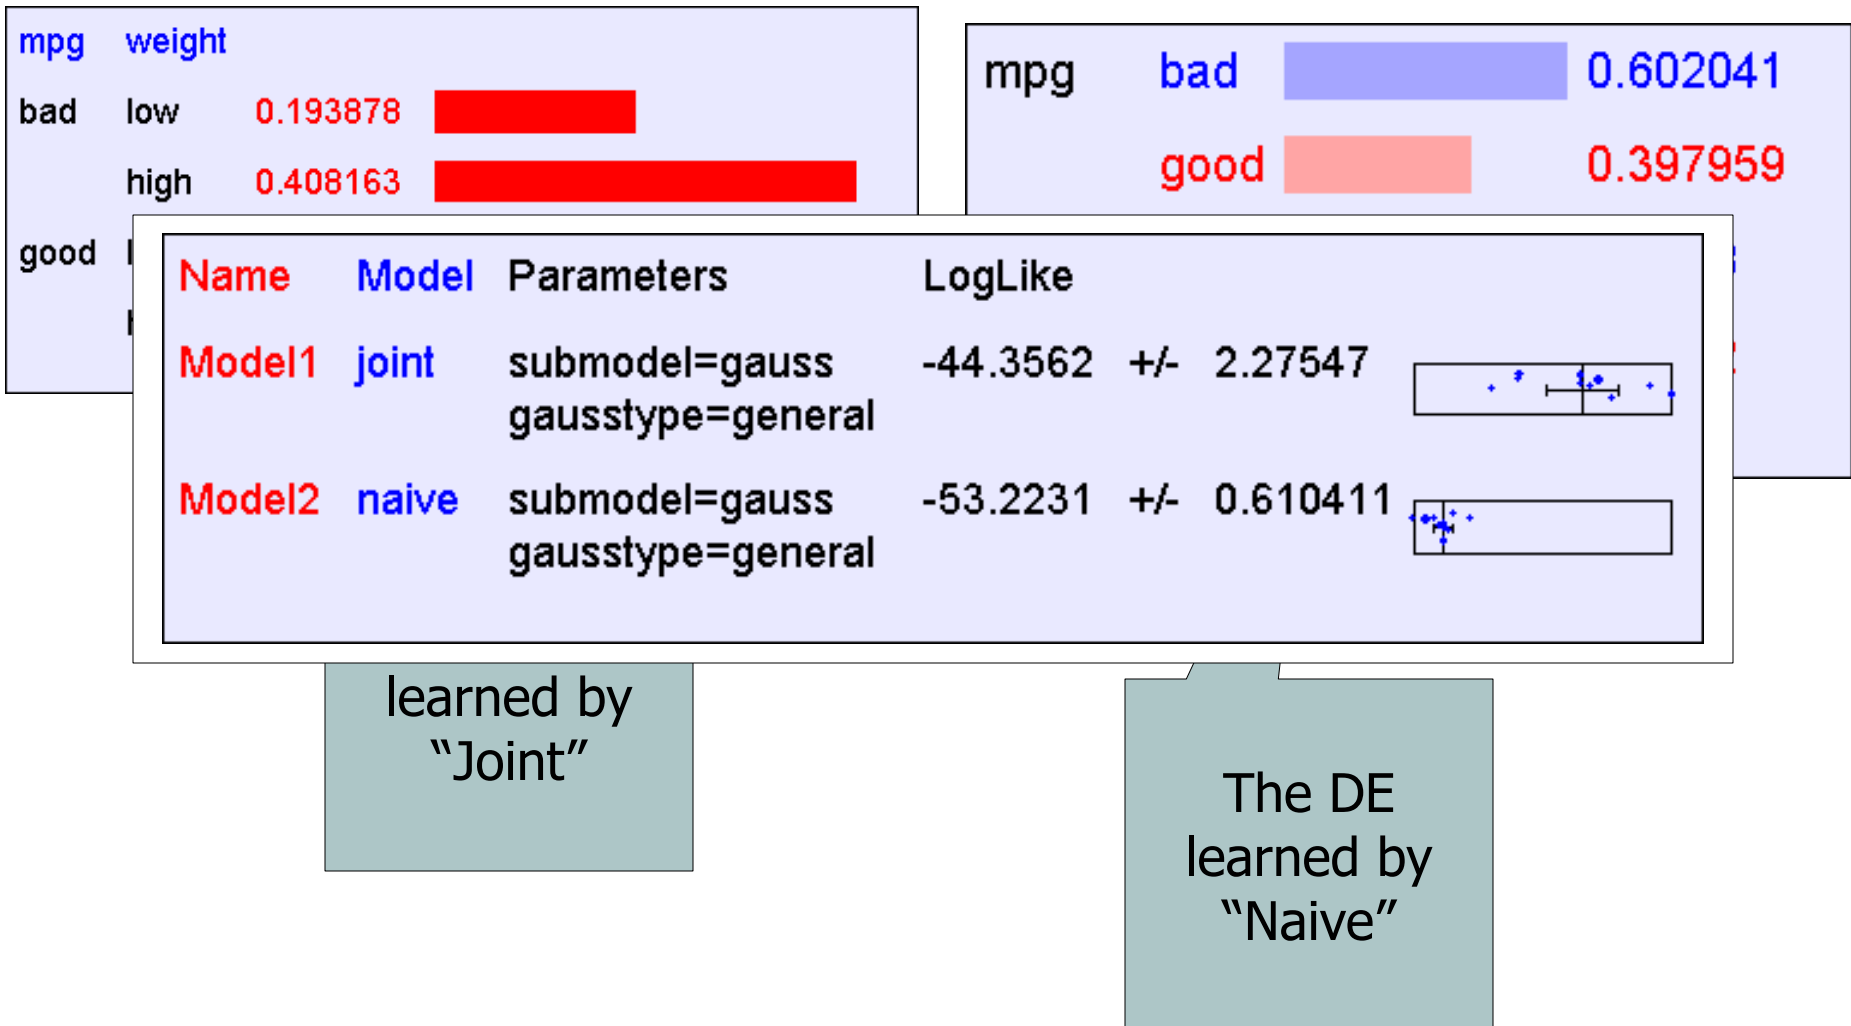 mpg weight
bad low 0.193878
high 0.408163
good
mpg bad 0.602041
good 0.397959
Name Model Parameters LogLike
Model1 joint submodel=gauss -44.3562 +/- 2.27547
gausstype=general
Model2 naive submodel=gauss -53.2231 +/- 0.610411
gausstype=general
learned by
“Joint”
The DE
learned by
“Naive”